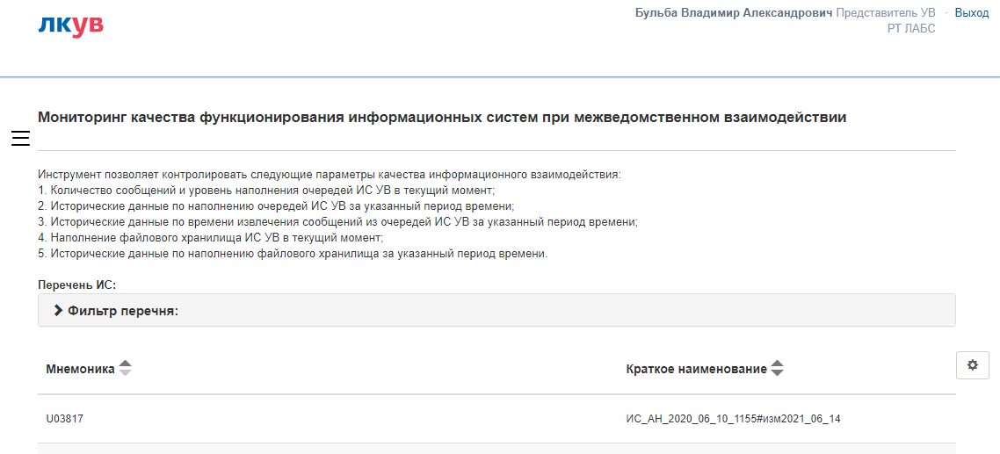 лкув
Бульба Владимир Александрович Представитель УВ · Выход
РТ ЛАБС
Мониторинг качества функционирования информационных систем при межведомственном взаимодействии
Инструмент позволяет контролировать следующие параметры качества информационного взаимодействия:
1. Количество сообщений и уровень наполнения очередей ИС УВ в текущий момент;
2. Исторические данные по наполнению очередей ИС УВ за указанный период времени;
3. Исторические данные по времени извлечения сообщений из очередей ИС УВ за указанный период времени;
4. Наполнение файлового хранилища ИС УВ в текущий момент;
5. Исторические данные по наполнению файлового хранилища за указанный период времени.
Перечень ИС:
Фильтр перечня:
Мнемоника Краткое наименование
U03817 ИС_АН_2020_06_10_1155#изм2021_06_14